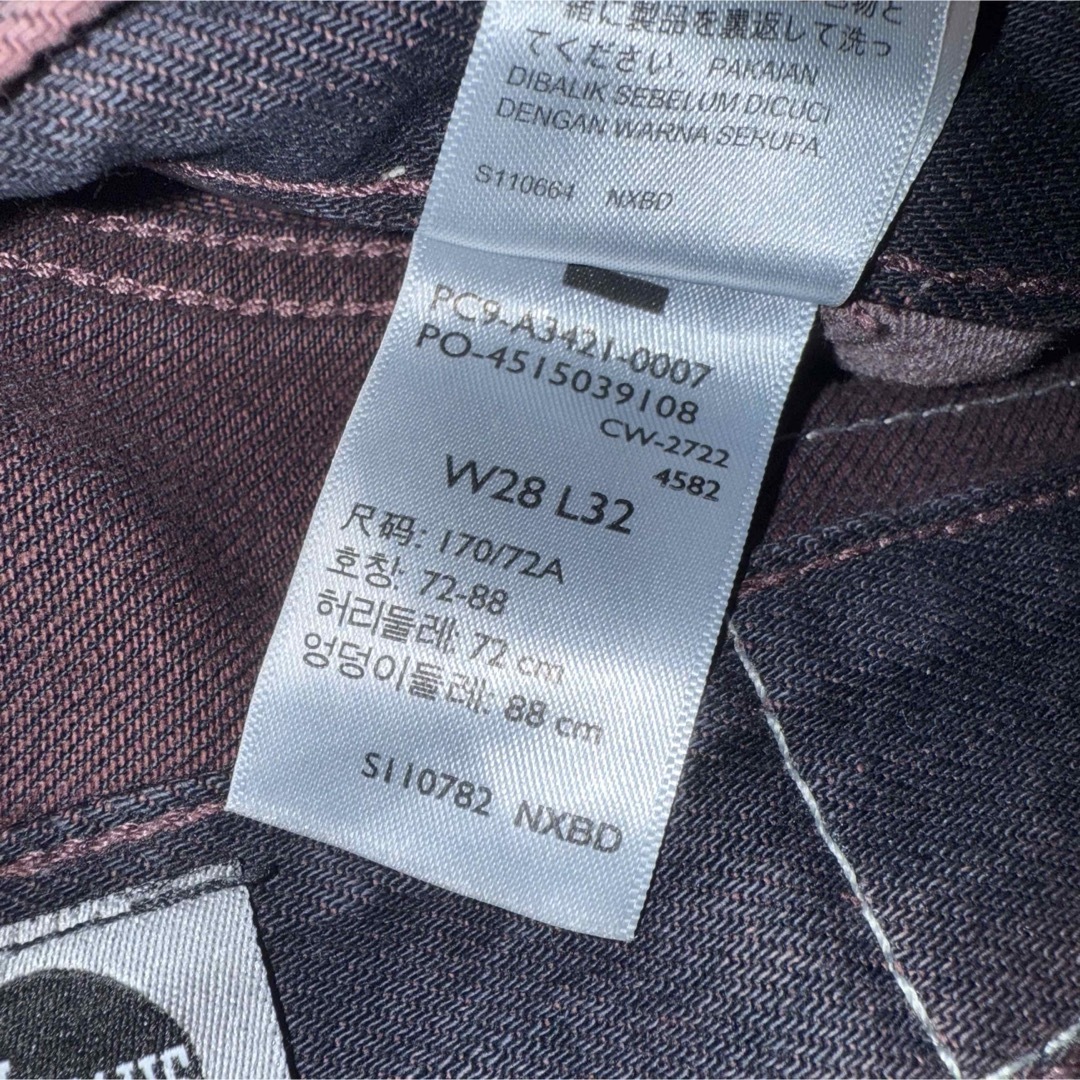 緒に製品を裏返して洗っ
てください。PAKAIAN
DIBALIK SEBELUM DICUCI
DENGAN WARNA SERUPA.
S110664 NXBD
PC9-A3421-0007
PO-4515039108
CW-2722
4582
W28 L32
尺码: 170/72A
호칭: 72-88
허리둘레: 72 cm
엉덩이둘레: 88 cm
S110782 NXBD